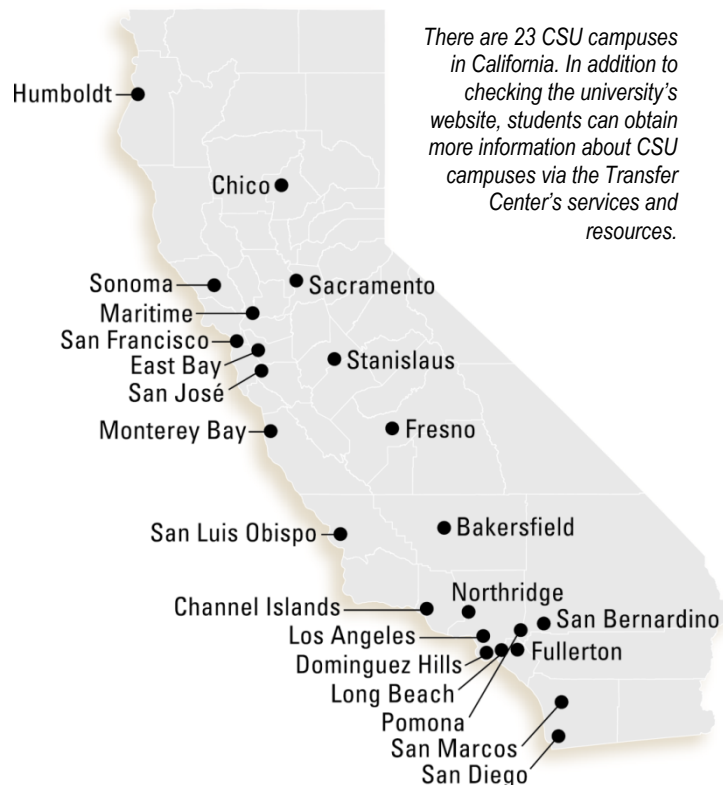 There are 23 CSU campuses
in California. In addition to
checking the university's
website, students can obtain
more information about CSU
campuses via the Transfer
Center's services and
resources.
Humboldt
Chico
Sonoma
Sacramento
Maritime
San Francisco
East Bay
Stanislaus
San José
Monterey Bay
Fresno
San Luis Obispo
Bakersfield
Northridge
Channel Islands
San Bernardino
Los Angeles
Fullerton
Dominguez Hills
Long Beach
Pomona
San Marcos
San Diego